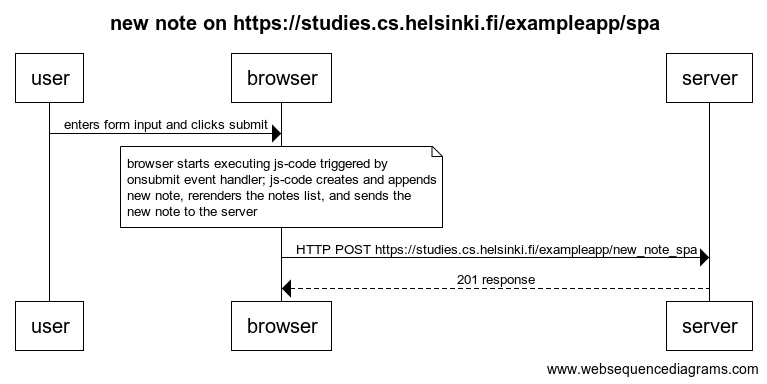 new note on https://studies.cs.helsinki.fi/exampleapp/spa
user
browser
server
enters form input and clicks submit
browser starts executing js-code triggered by
onsubmit event handler; js-code creates and appends
new note, rerenders the notes list, and sends the
new note to the server
HTTP POST https://studies.cs.helsinki.fi/exampleapp/new_note_spa
201 response
user
browser
server
www.websequencediagrams.com